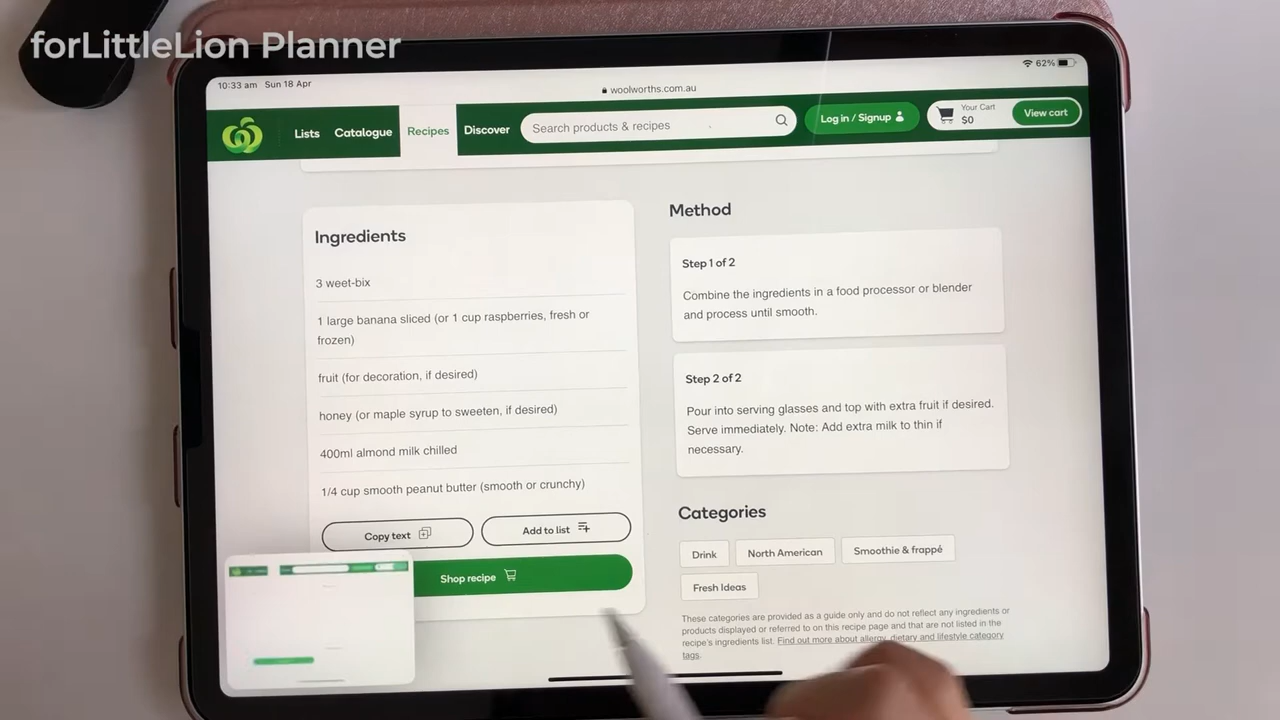 forLittleLion Planner
10:33 am Sun 18 Apr
62%
woolworths.com.au
Lists Catalogue Recipes Discover
Search products & recipes
Log in / Signup
Your Cart
$0
View cart
Ingredients
3 weet-bix
1 large banana sliced (or 1 cup raspberries, fresh or
frozen)
fruit (for decoration, if desired)
honey (or maple syrup to sweeten, if desired)
400ml almond milk chilled
1/4 cup smooth peanut butter (smooth or crunchy)
Copy text
Add to list
Shop recipe
Method
Step 1 of 2
Combine the ingredients in a food processor or blender
and process until smooth.
Step 2 of 2
Pour into serving glasses and top with extra fruit if desired.
Serve immediately. Note: Add extra milk to thin if
necessary.
Categories
Drink North American Smoothie & frappé
Fresh Ideas
These categories are provided as a guide only and do not reflect any ingredients or
products displayed or referred to on this recipe page and that are not listed in the
recipe's ingredients list. Find out more about allergy, dietary and lifestyle category
tags.